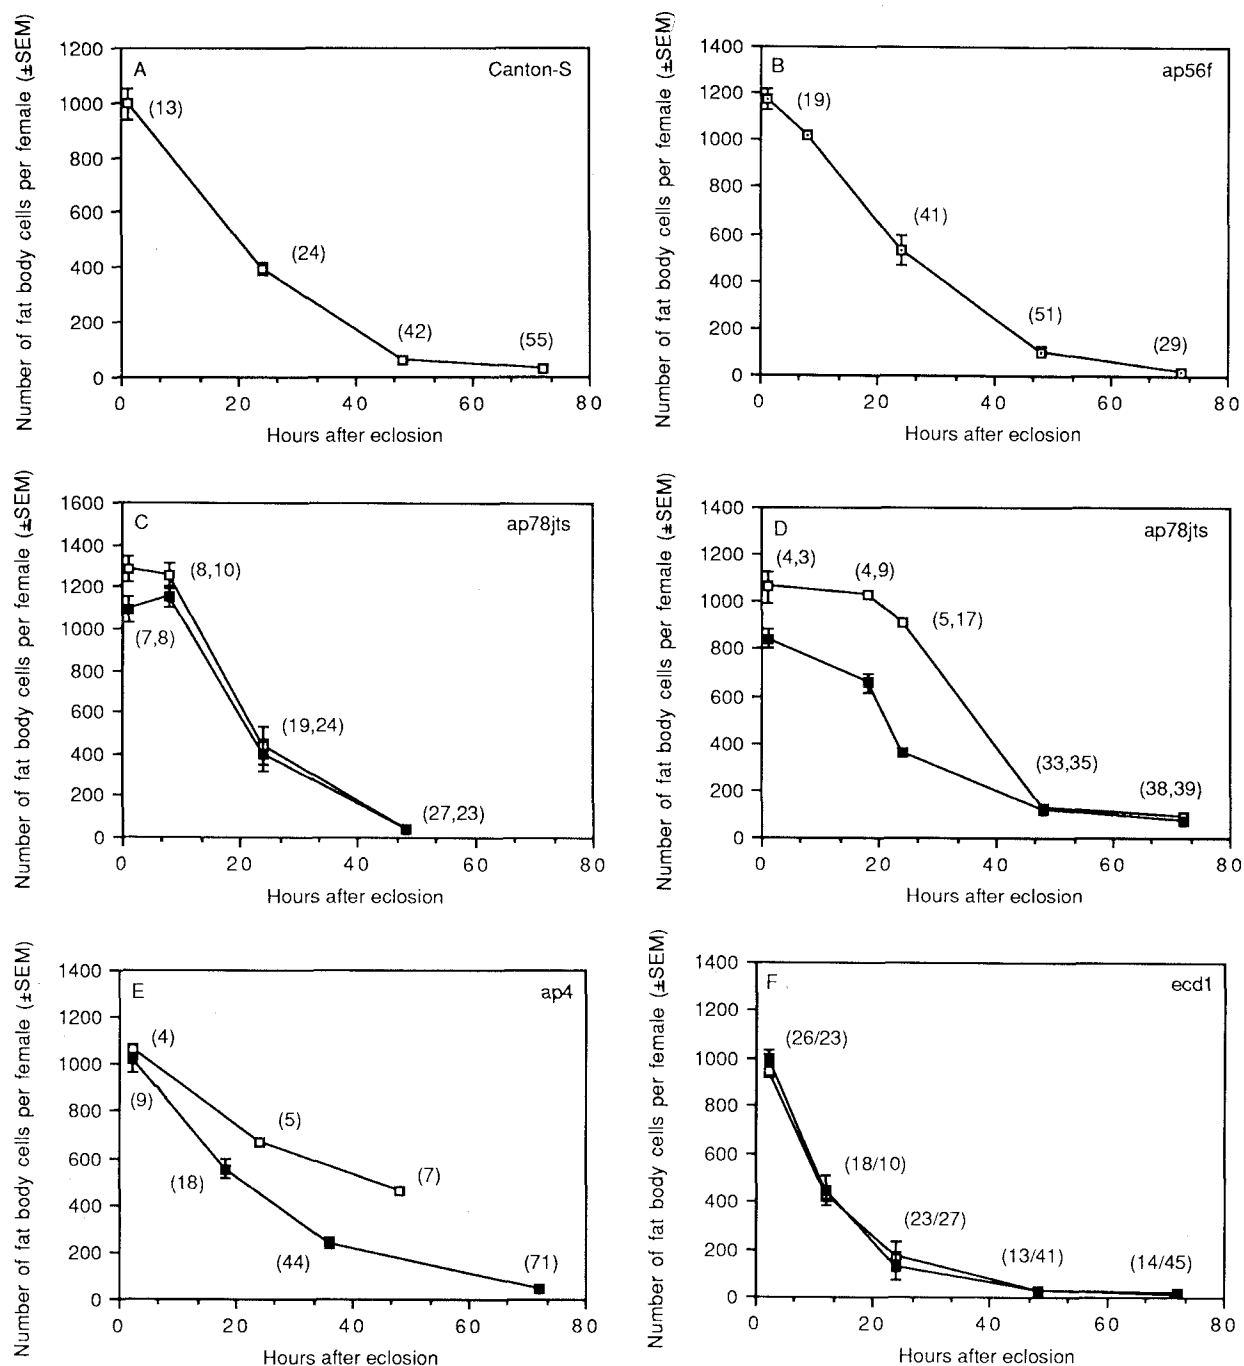 Number of fat body cells per female (±SEM)
1200
1000
800
600
400
200
0
A
Canton-S
(13)
(24)
(42)
(55)
0 20 40 60 80
Hours after eclosion
Number of fat body cells per female (±SEM)
1400
1200
1000
800
600
400
200
0
B
ap56f
(19)
(41)
(51)
(29)
0 20 40 60 80
Hours after eclosion
Number of fat body cells per female (±SEM)
1600
1400
1200
1000
800
600
400
200
0
C
ap78jts
(8,10)
(7,8)
(19,24)
(27,23)
0 20 40 60 80
Hours after eclosion
Number of fat body cells per female (±SEM)
1400
1200
1000
800
600
400
200
0
D
ap78jts
(4,3)
(4,9)
(5,17)
(33,35)
(38,39)
0 20 40 60 80
Hours after eclosion
Number of fat body cells per female (±SEM)
1400
1200
1000
800
600
400
200
0
E
ap4
(4)
(9)
(5)
(18)
(7)
(44)
(71)
0 20 40 60 80
Hours after eclosion
Number of fat body cells per female (±SEM)
1400
1200
1000
800
600
400
200
0
F
ecd1
(26/23)
(18/10)
(23/27)
(13/41)
(14/45)
0 20 40 60 80
Hours after eclosion